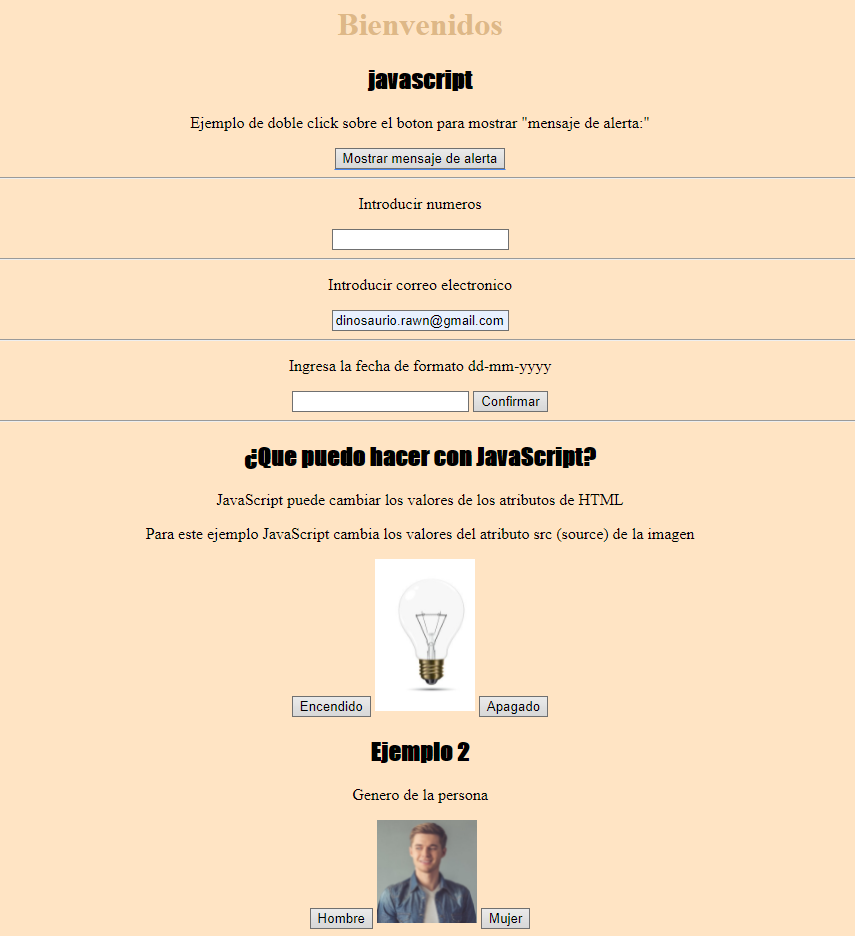 Bienvenidos
javascript
Ejemplo de doble click sobre el boton para mostrar "mensaje de alerta:"
Mostrar mensaje de alerta
Introducir numeros
Introducir correo electronico
dinosaurio.rawn@gmail.com
Ingresa la fecha de formato dd-mm-yyyy
Confirmar
¿Que puedo hacer con JavaScript?
JavaScript puede cambiar los valores de los atributos de HTML
Para este ejemplo JavaScript cambia los valores del atributo src (source) de la imagen
Encendido Apagado
Ejemplo 2
Genero de la persona
Hombre Mujer